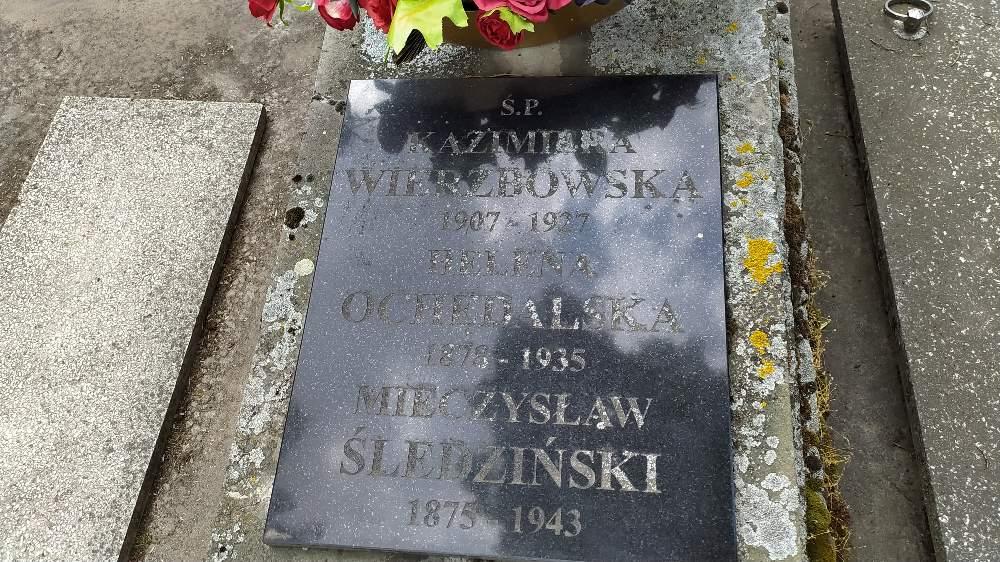 Ś.P.
KAZIMIERA
WIERZBOWSKA
1907 - 1927
HELENA
OCHEDALSKA
1878 - 1935
MIECZYSŁAW
ŚLEDZIŃSKI
1875 - 1943